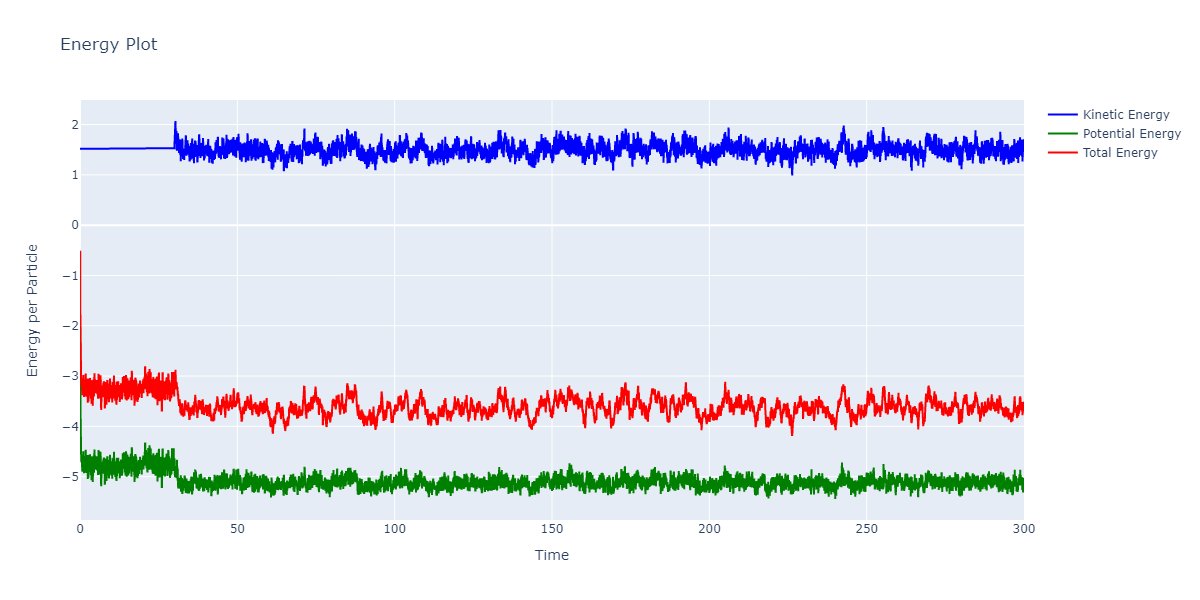 Energy Plot
Kinetic Energy
Potential Energy
Total Energy
Energy per Particle
2
1
0
−1
−2
−3
−4
−5
0 50 100 150 200 250 300
Time